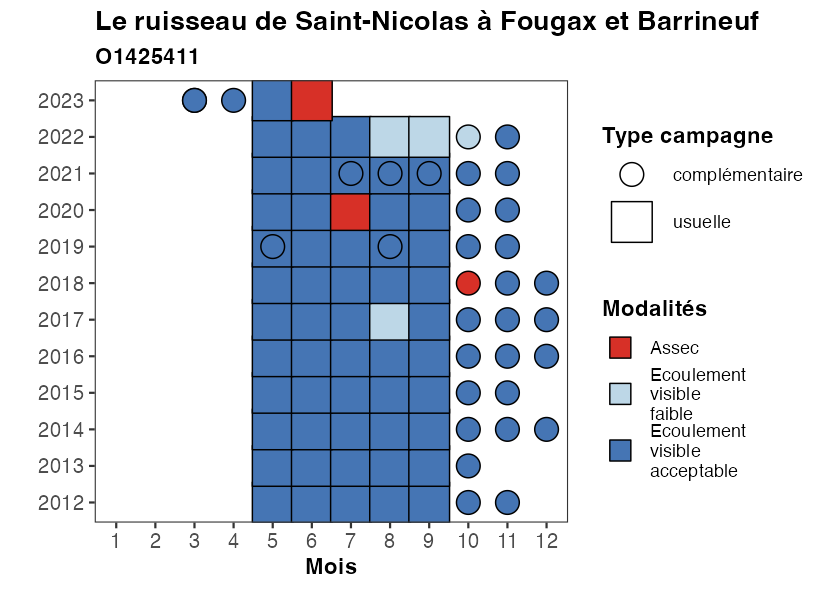 Le ruisseau de Saint-Nicolas à Fougax et Barrineuf
O1425411
2023
2022
2021
2020
2019
2018
2017
2016
2015
2014
2013
2012
1 2 3 4 5 6 7 8 9 10 11 12
Mois
Type campagne
complémentaire
usuelle
Modalités
Assec
Ecoulement
visible
faible
Ecoulement
visible
acceptable